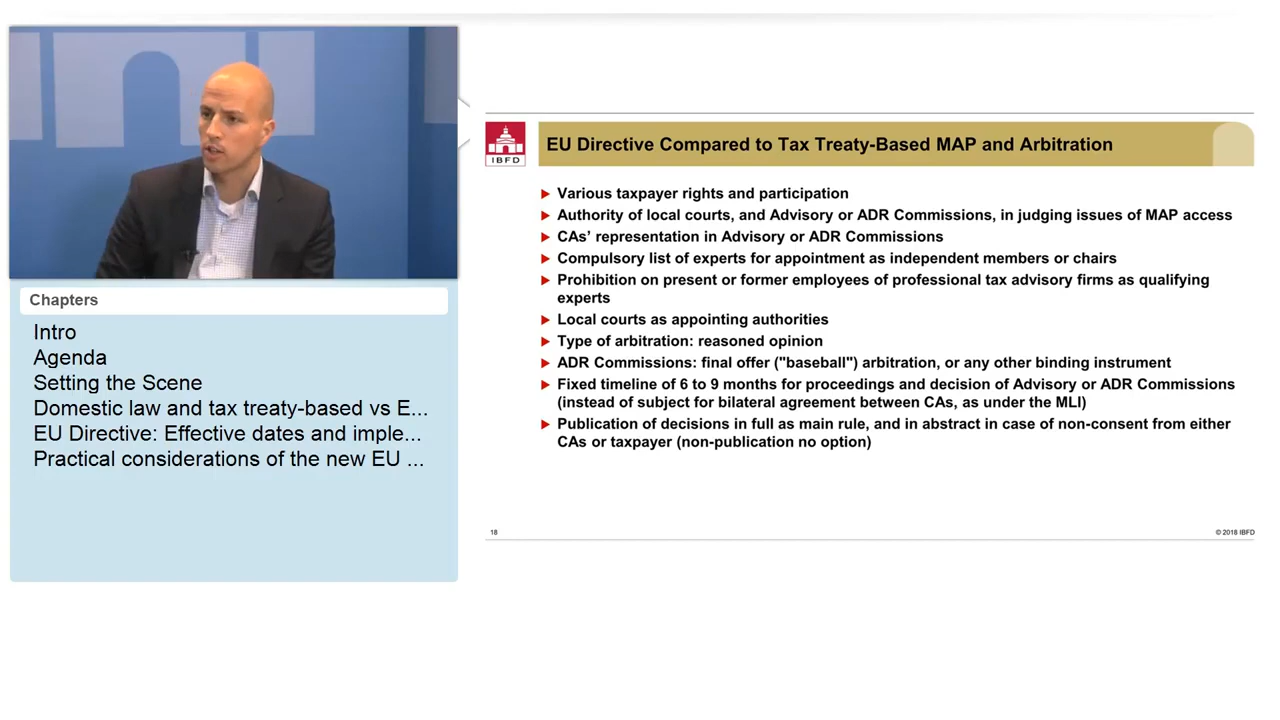 Chapters
Intro
Agenda
Setting the Scene
Domestic law and tax treaty-based vs E...
EU Directive: Effective dates and imple...
Practical considerations of the new EU ...
IBFD
EU Directive Compared to Tax Treaty-Based MAP and Arbitration
Various taxpayer rights and participation
Authority of local courts, and Advisory or ADR Commissions, in judging issues of MAP access
CAs' representation in Advisory or ADR Commissions
Compulsory list of experts for appointment as independent members or chairs
Prohibition on present or former employees of professional tax advisory firms as qualifying
experts
Local courts as appointing authorities
Type of arbitration: reasoned opinion
ADR Commissions: final offer ("baseball") arbitration, or any other binding instrument
Fixed timeline of 6 to 9 months for proceedings and decision of Advisory or ADR Commissions
(instead of subject for bilateral agreement between CAs, as under the MLI)
Publication of decisions in full as main rule, and in abstract in case of non-consent from either
CAs or taxpayer (non-publication no option)
18
© 2018 IBFD